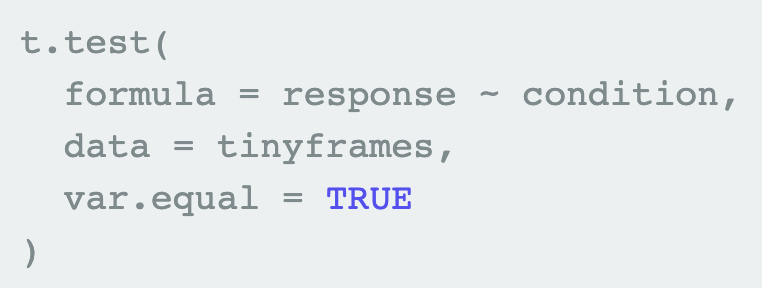 t.test(
  formula = response ~ condition,
  data = tinyframes,
  var.equal = TRUE
)